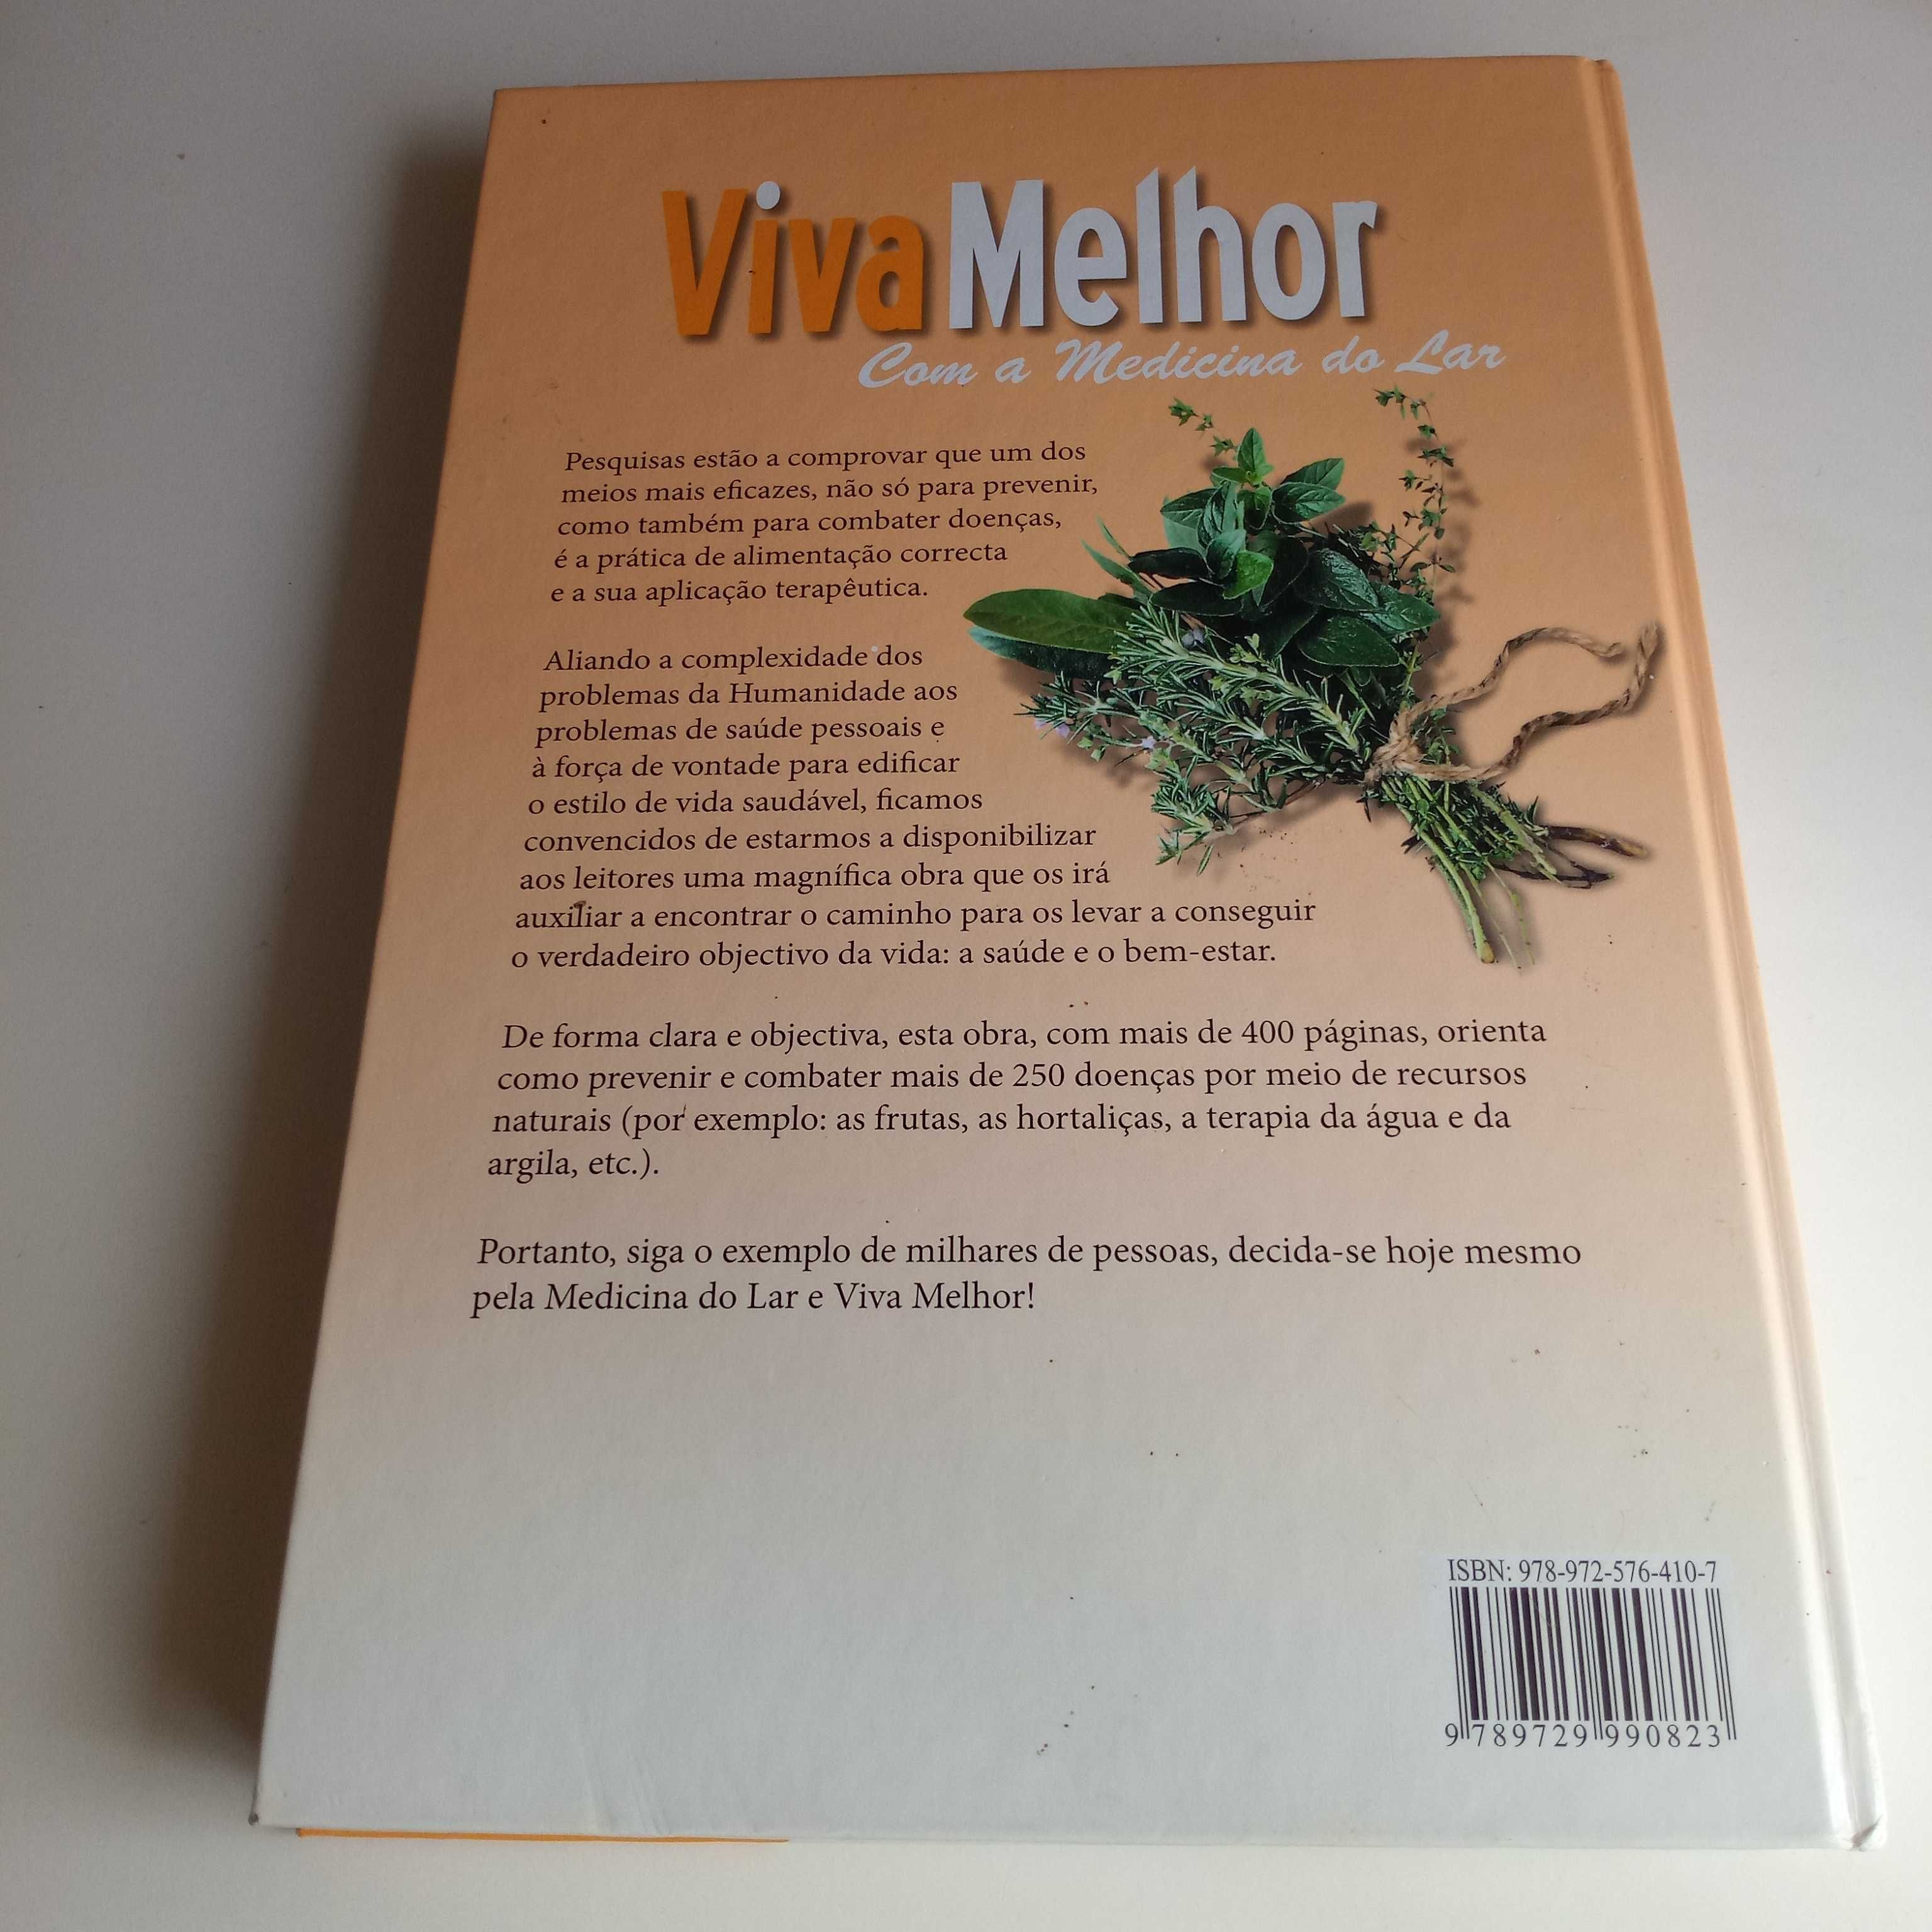 Viva Melhor
Com a Medicina do Lar
Pesquisas estão a comprovar que um dos
meios mais eficazes, não só para prevenir,
como também para combater doenças,
é a prática de alimentação correcta
e a sua aplicação terapêutica.
Aliando a complexidade dos
problemas da Humanidade aos
problemas de saúde pessoais e
à força de vontade para edificar
o estilo de vida saudável, ficamos
convencidos de estarmos a disponibilizar
aos leitores uma magnífica obra que os irá
auxiliar a encontrar o caminho para os levar a conseguir
o verdadeiro objectivo da vida: a saúde e o bem-estar.
De forma clara e objectiva, esta obra, com mais de 400 páginas, orienta
como prevenir e combater mais de 250 doenças por meio de recursos
naturais (por exemplo: as frutas, as hortaliças, a terapia da água e da
argila, etc.).
Portanto, siga o exemplo de milhares de pessoas, decida-se hoje mesmo
pela Medicina do Lar e Viva Melhor!
ISBN: 978-972-576-410-7
9 789729 990823